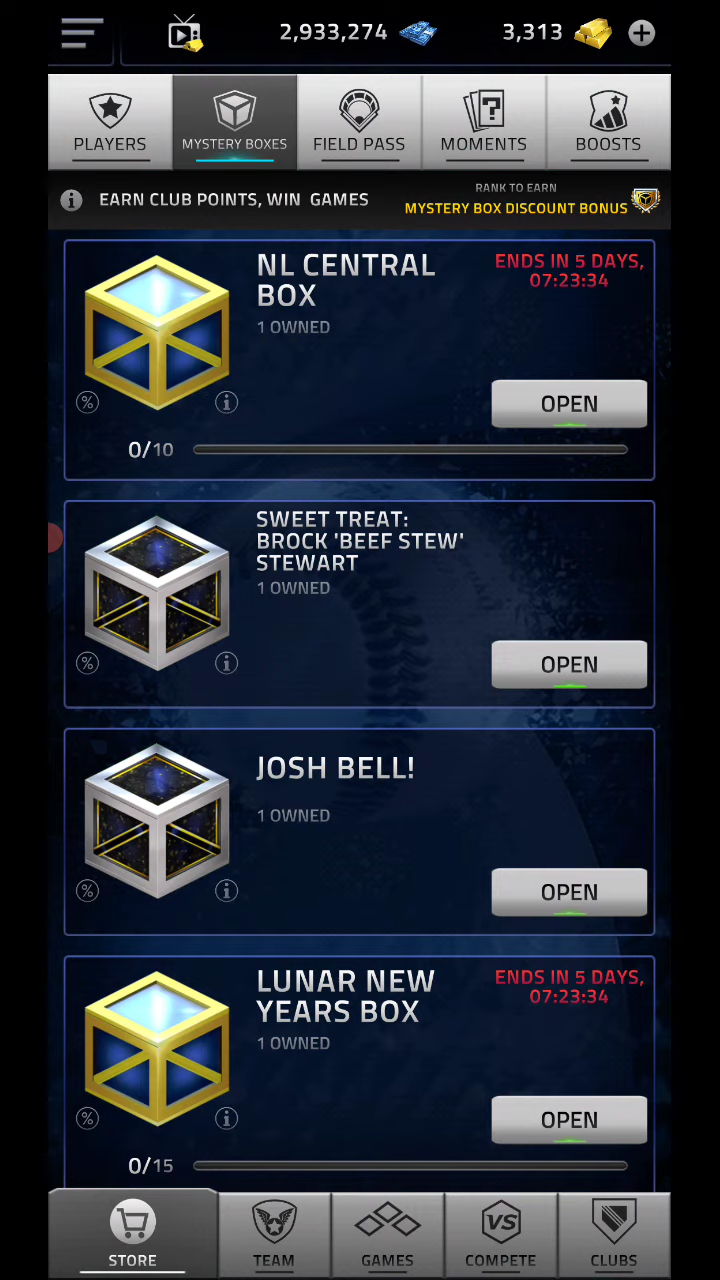 2,933,274
3,313
PLAYERS
MYSTERY BOXES
FIELD PASS
MOMENTS
BOOSTS
EARN CLUB POINTS, WIN GAMES
RANK TO EARN
MYSTERY BOX DISCOUNT BONUS
NL CENTRAL
BOX
1 OWNED
ENDS IN 5 DAYS,
07:23:34
%
i
OPEN
0/10
SWEET TREAT:
BROCK 'BEEF STEW'
STEWART
1 OWNED
%
i
OPEN
JOSH BELL!
1 OWNED
%
i
OPEN
LUNAR NEW
YEARS BOX
1 OWNED
ENDS IN 5 DAYS,
07:23:34
%
i
OPEN
0/15
STORE
TEAM
GAMES
VS
COMPETE
CLUBS